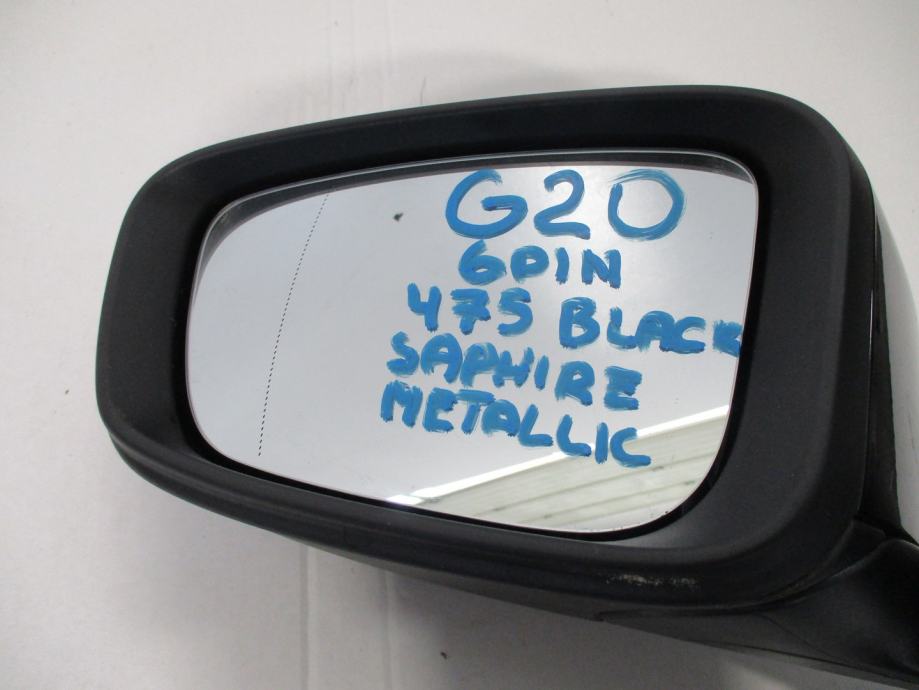 G20
6PIN
475 BLACK
SAPHIRE
METALLIC